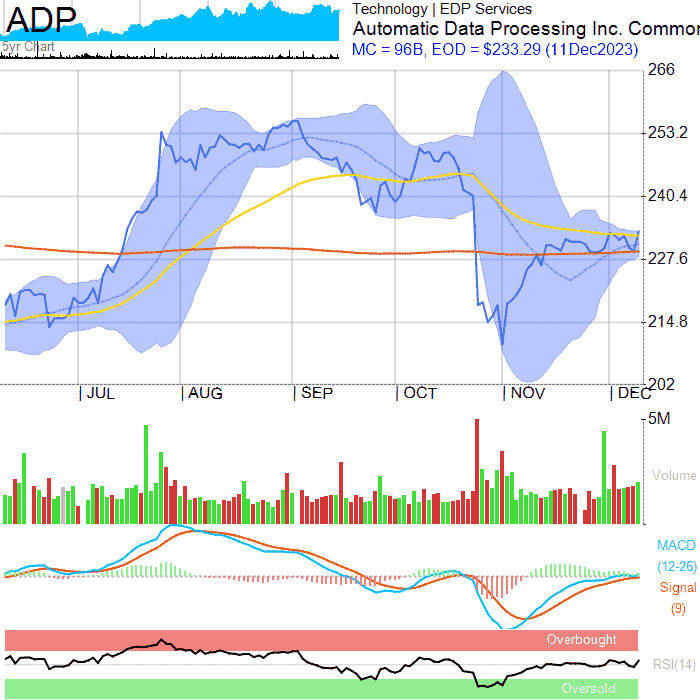 ADP
5yr Chart
Technology | EDP Services
Automatic Data Processing Inc. Common
MC = 96B, EOD = $233.29 (11Dec2023)
266
253.2
240.4
227.6
214.8
202
| JUL | AUG | SEP | OCT | NOV | DEC
5M
Volume
MACD
(12-26)
Signal
(9)
Overbought
RSI(14)
Oversold